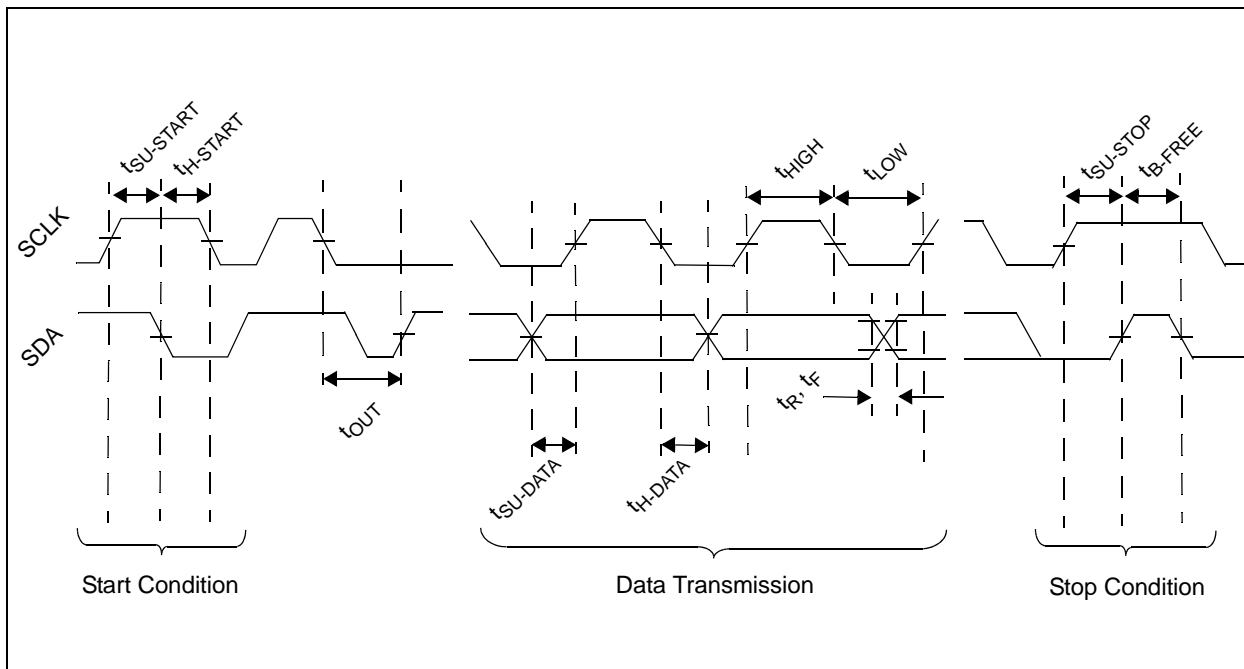 tSU-START
tH-START
tHIGH
tLOW
tSU-STOP
tB-FREE
SCLK
SDA
tOUT
tR, tF
tSU-DATA
tH-DATA
Start Condition
Data Transmission
Stop Condition